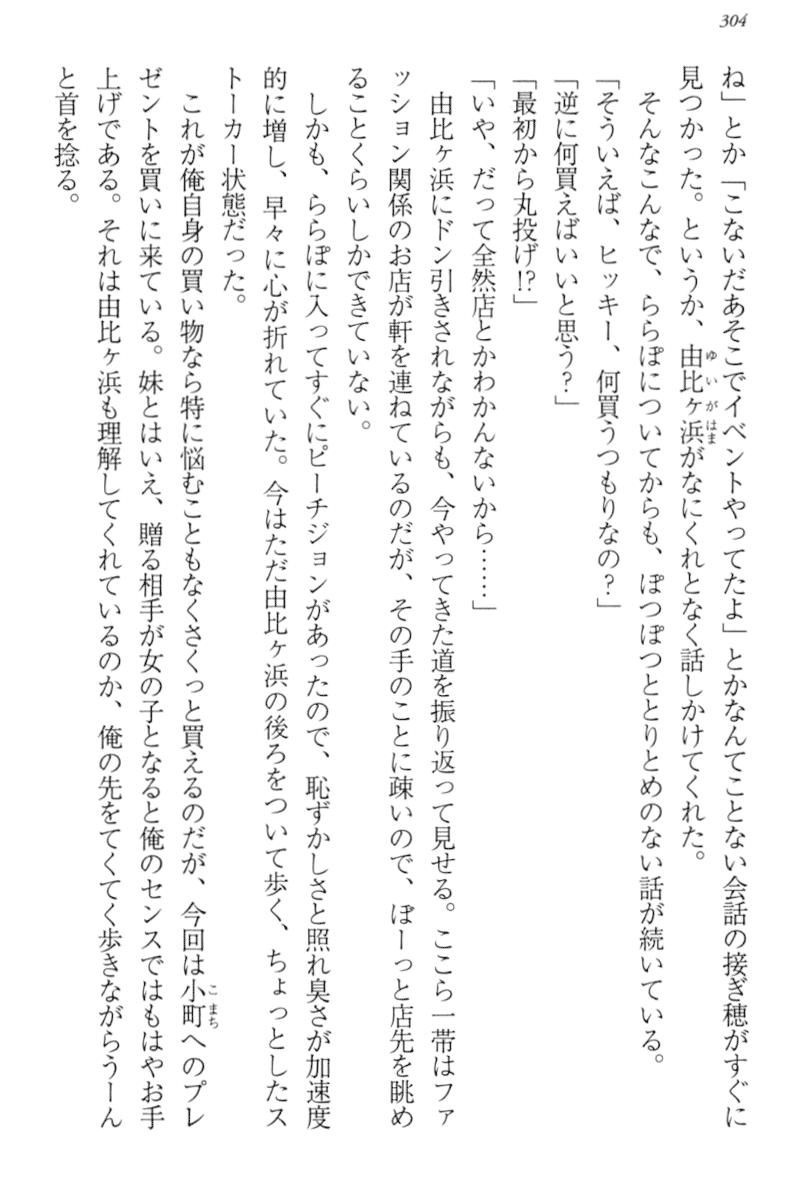 304
ね」とか「こないだあそこでイベントやってたよ」とかなんてことない会話の接ぎ穂がすぐに
見つかった。というか、由比ヶ浜がなにくれとなく話しかけてくれた。
そんなこんなで、ららぽについてからも、ぽつぽつととりとめのない話が続いている。
「そういえば、ヒッキー、何買うつもりなの？」
「逆に何買えばいいと思う？」
「最初から丸投げ!?」
「いや、だって全然店とかわかんないから……」
由比ヶ浜にドン引きされながらも、今やってきた道を振り返って見せる。ここら一帯はファ
ッション関係のお店が軒を連ねているのだが、その手のことに疎いので、ぼーっと店先を眺め
ることくらいしかできていない。
しかも、ららぽに入ってすぐにピーチジョンがあったので、恥ずかしさと照れ臭さが加速度
的に増し、早々に心が折れていた。今はただ由比ヶ浜の後ろをついて歩く、ちょっとしたス
トーカー状態だった。
これが俺自身の買い物なら特に悩むこともなくさくっと買えるのだが、今回は小町へのプレ
ゼントを買いに来ている。妹とはいえ、贈る相手が女の子となると俺のセンスではもはやお手
上げである。それは由比ヶ浜も理解してくれているのか、俺の先をてくてく歩きながらうーん
と首を捻る。